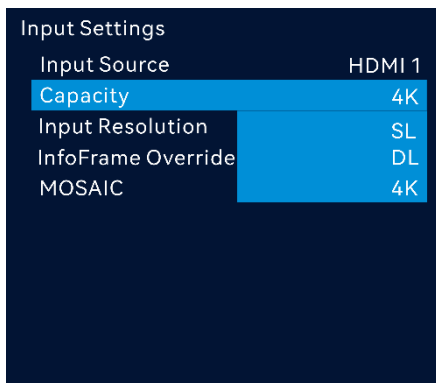 Input Settings
Input Source HDMI 1
Capacity 4K
Input Resolution SL
InfoFrame Override DL
MOSAIC 4K